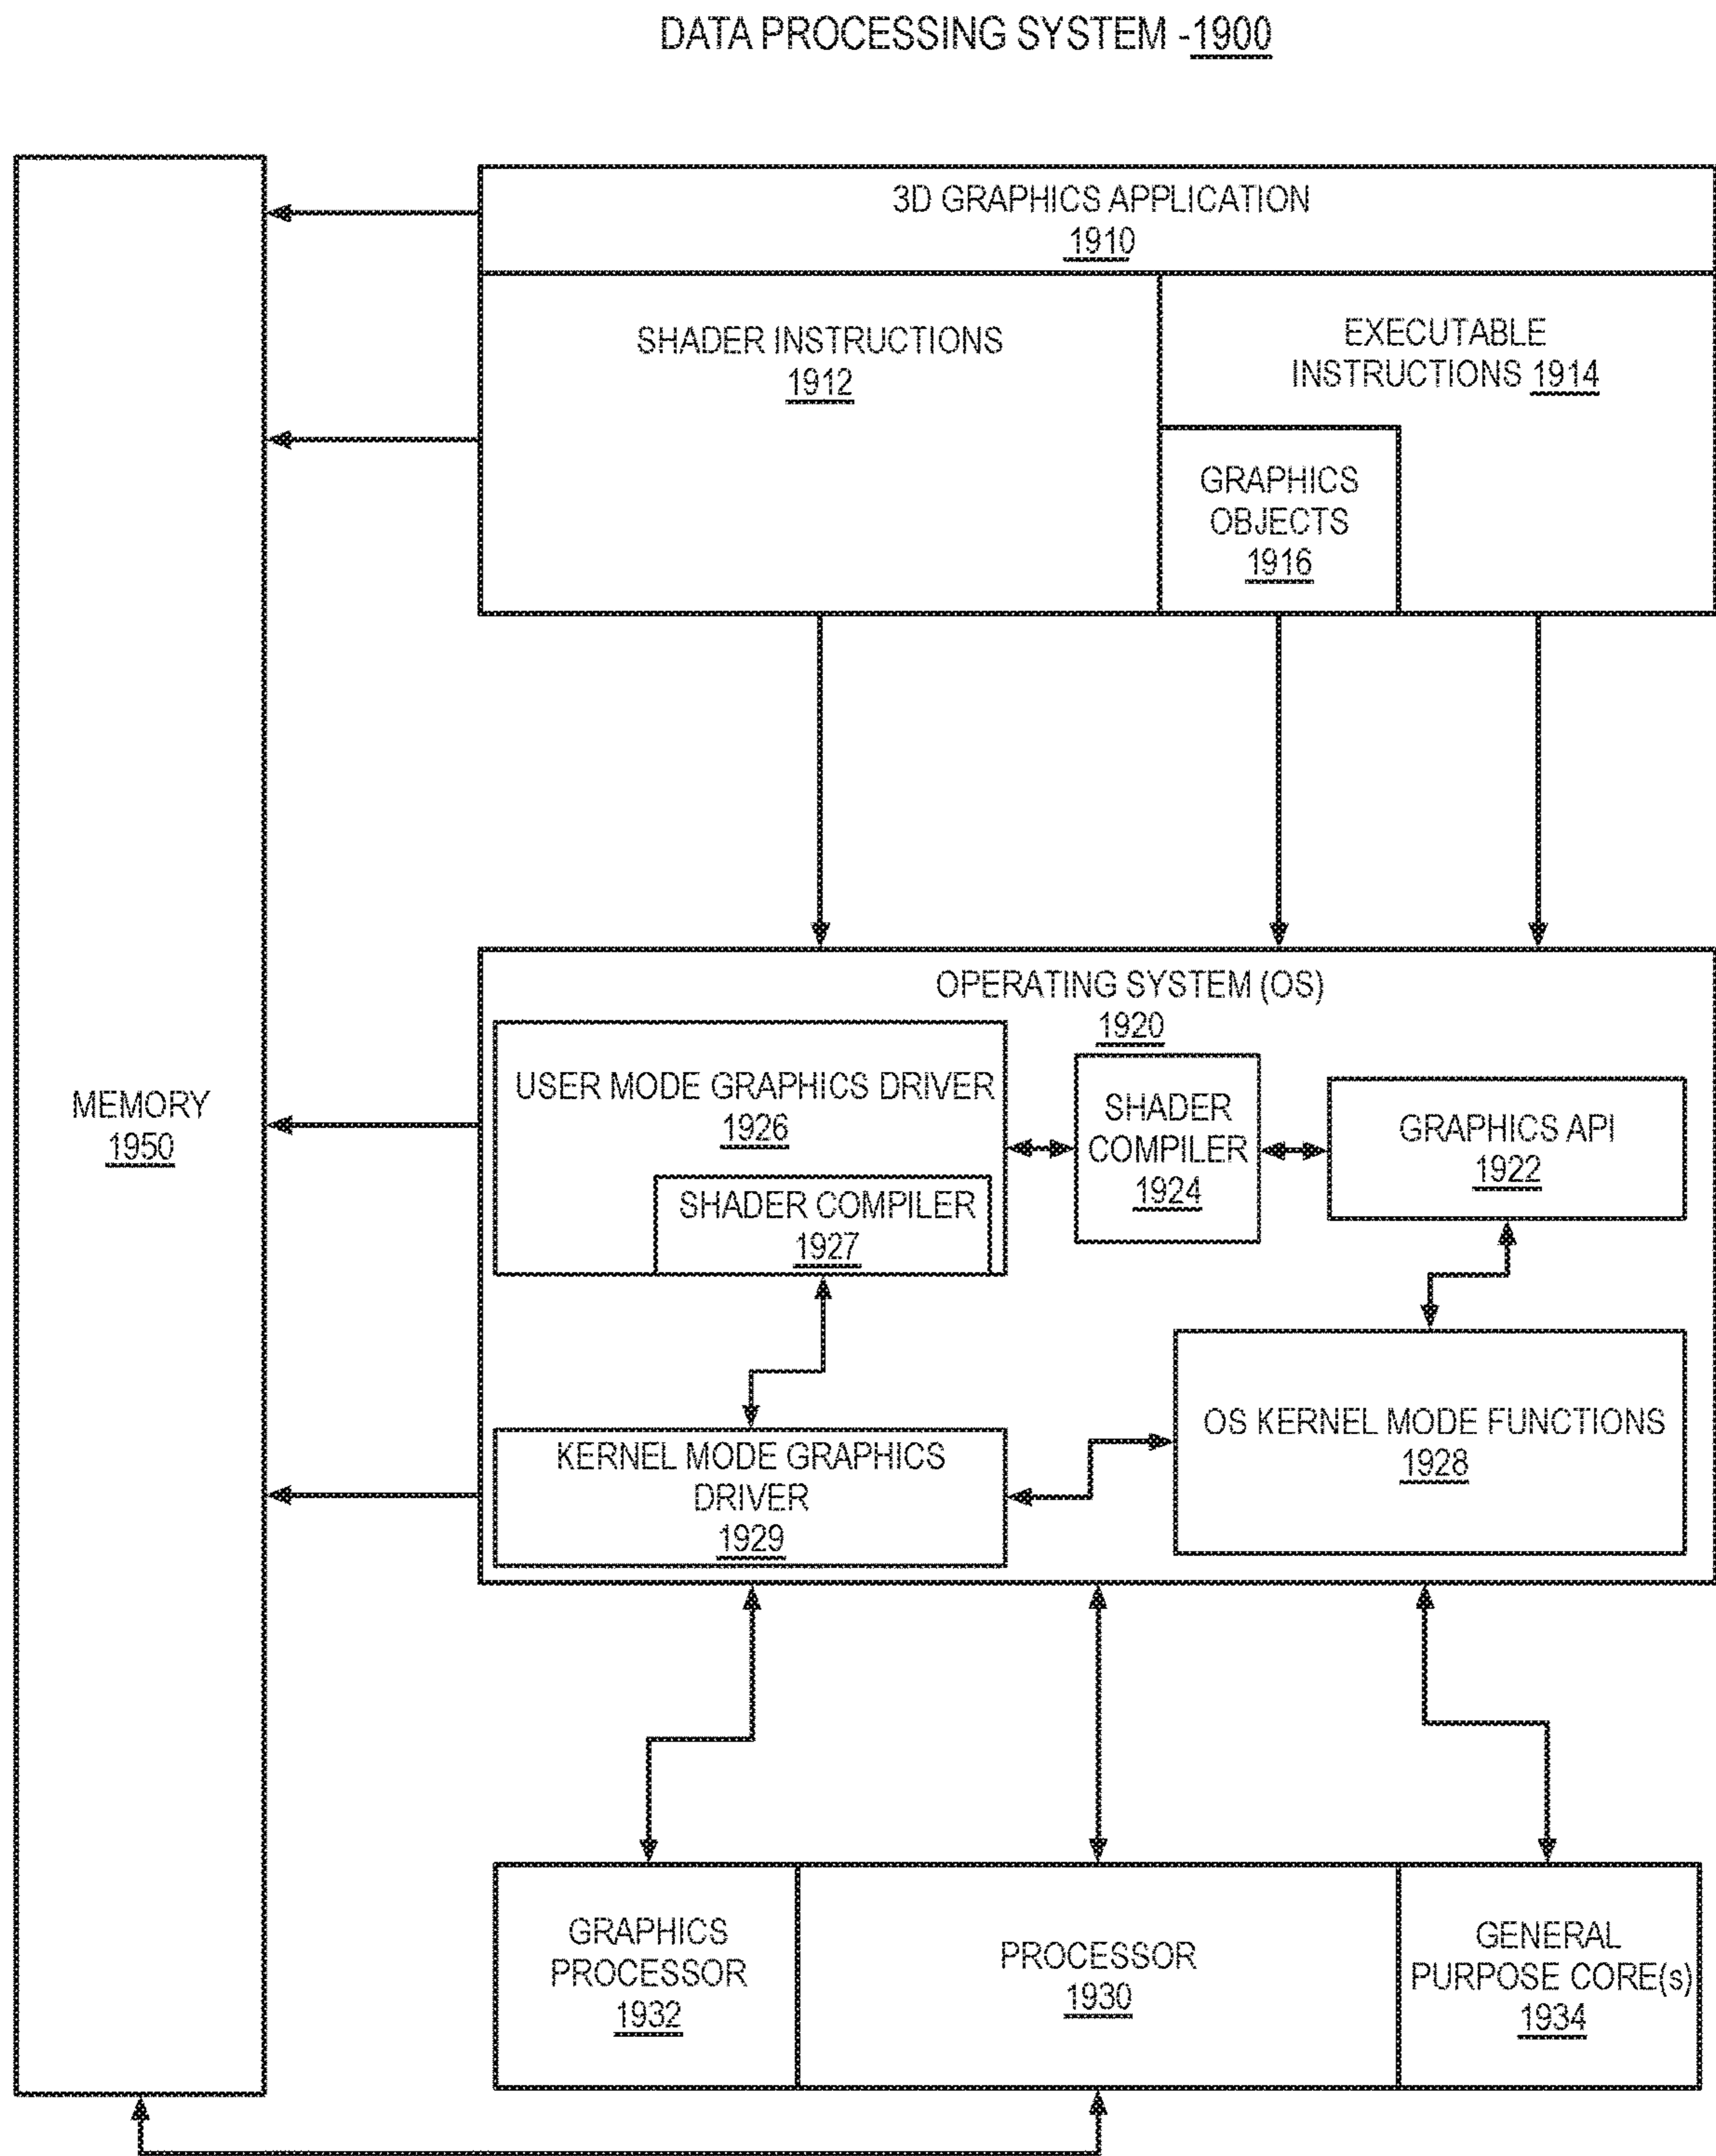 DATA PROCESSING SYSTEM -1900
3D GRAPHICS APPLICATION
1910
SHADER INSTRUCTIONS
1912
EXECUTABLE
INSTRUCTIONS 1914
GRAPHICS
OBJECTS
1916
MEMORY
1950
OPERATING SYSTEM (OS)
1920
USER MODE GRAPHICS DRIVER
1926
SHADER COMPILER
1927
SHADER
COMPILER
1924
GRAPHICS API
1922
KERNEL MODE GRAPHICS
DRIVER
1929
OS KERNEL MODE FUNCTIONS
1928
GRAPHICS
PROCESSOR
1932
PROCESSOR
1930
GENERAL
PURPOSE CORE(s)
1934